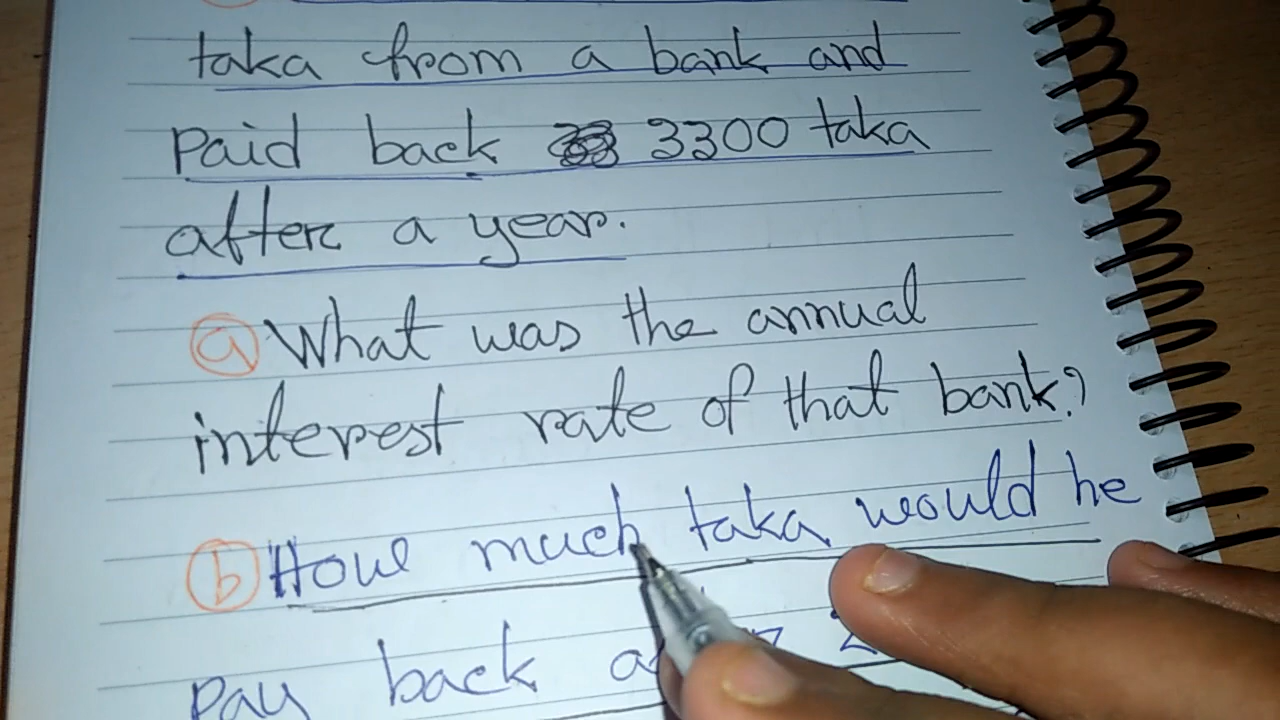 taka from a bank and
Paid back 3300 taka
after a year.
a What was the annual
interest rate of that bank?
b How much taka would he
Pay back